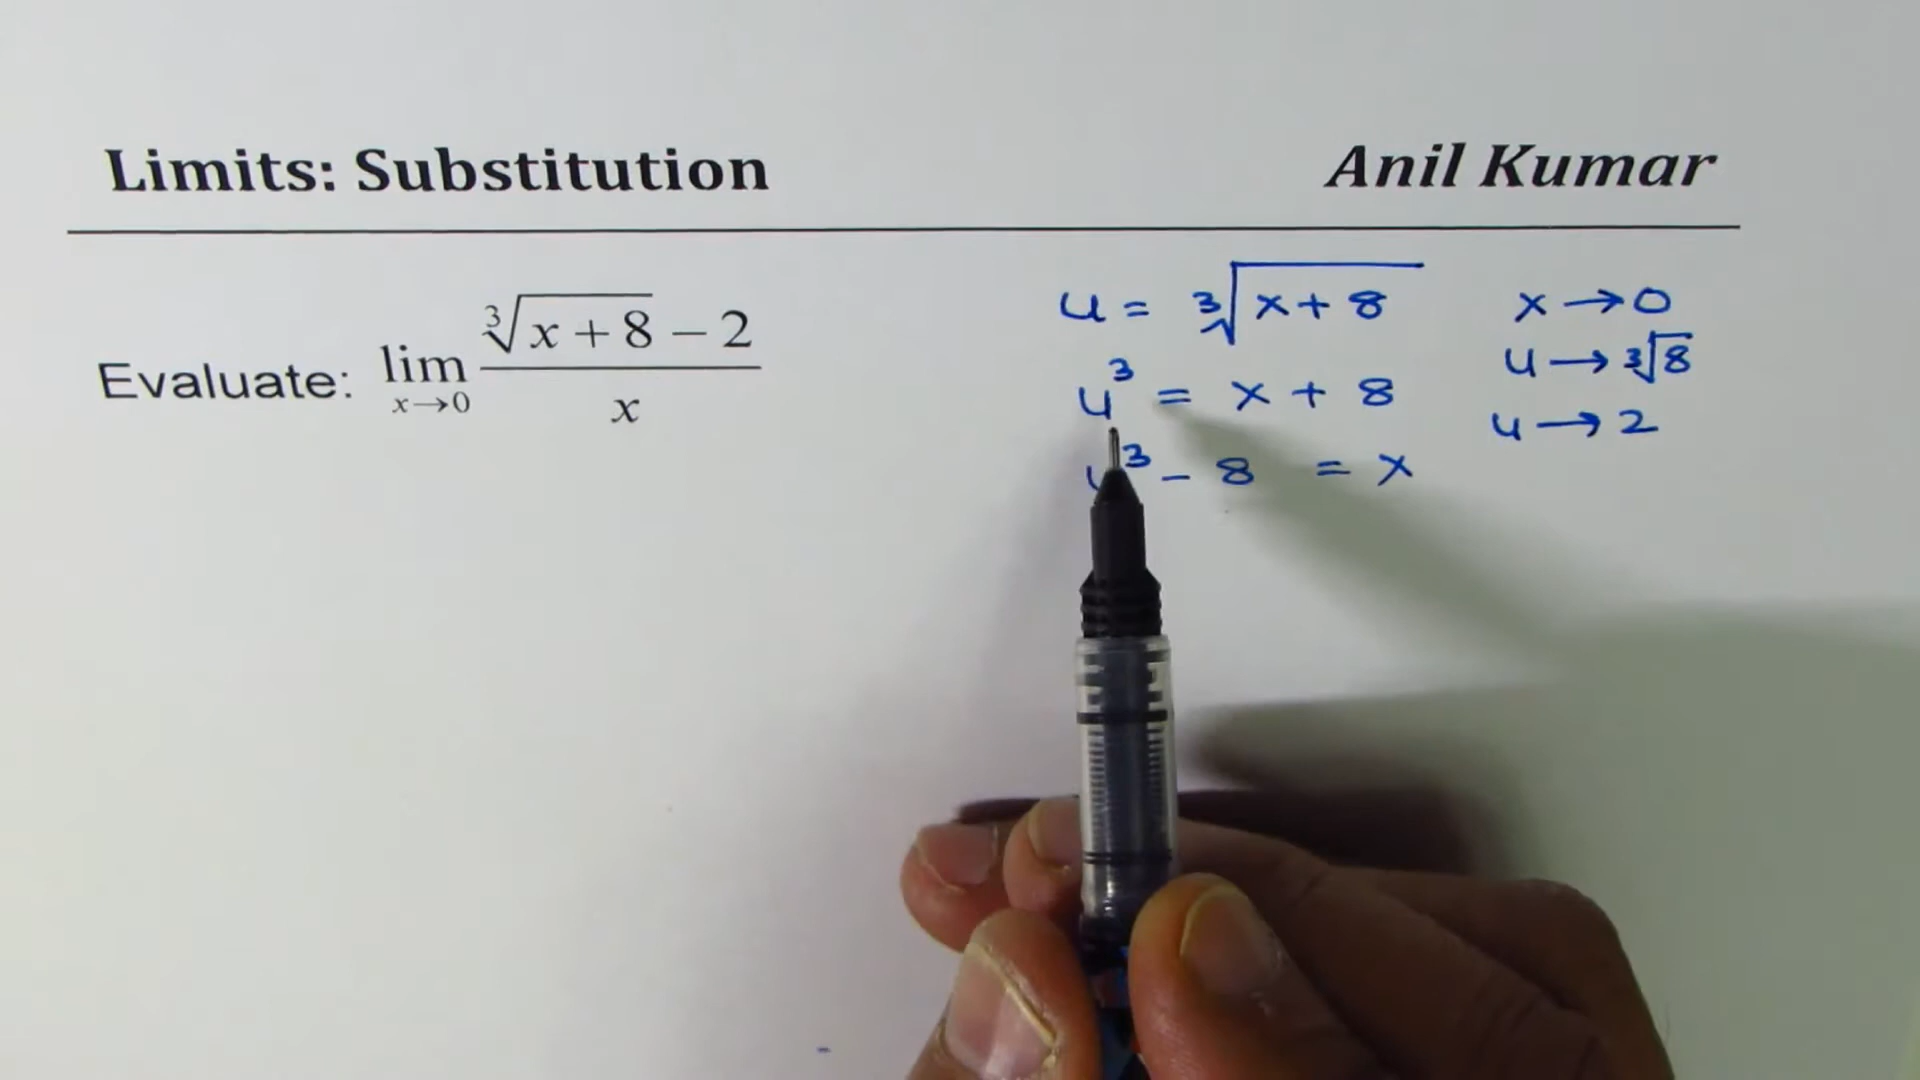 Limits: Substitution
Anil Kumar
Evaluate: lim x→0 (∛(x + 8) − 2) / x
u = ∛(x + 8)
u³ = x + 8
u³ - 8 = x
x → 0
u → ∛8
u → 2